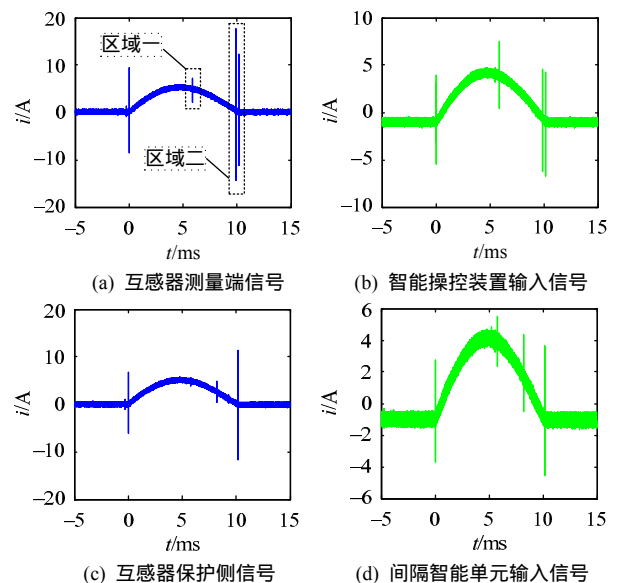 20
10
0
−10
−20
i/A
区域一
区域二
−5 0 5 10 15
t/ms
(a) 互感器测量端信号
10
5
0
−5
−10
i/A
−5 0 5 10 15
t/ms
(b) 智能操控装置输入信号
20
10
0
−10
−20
i/A
−5 0 5 10 15
t/ms
(c) 互感器保护侧信号
6
4
2
0
−2
−4
−6
i/A
−5 0 5 10 15
t/ms
(d) 间隔智能单元输入信号